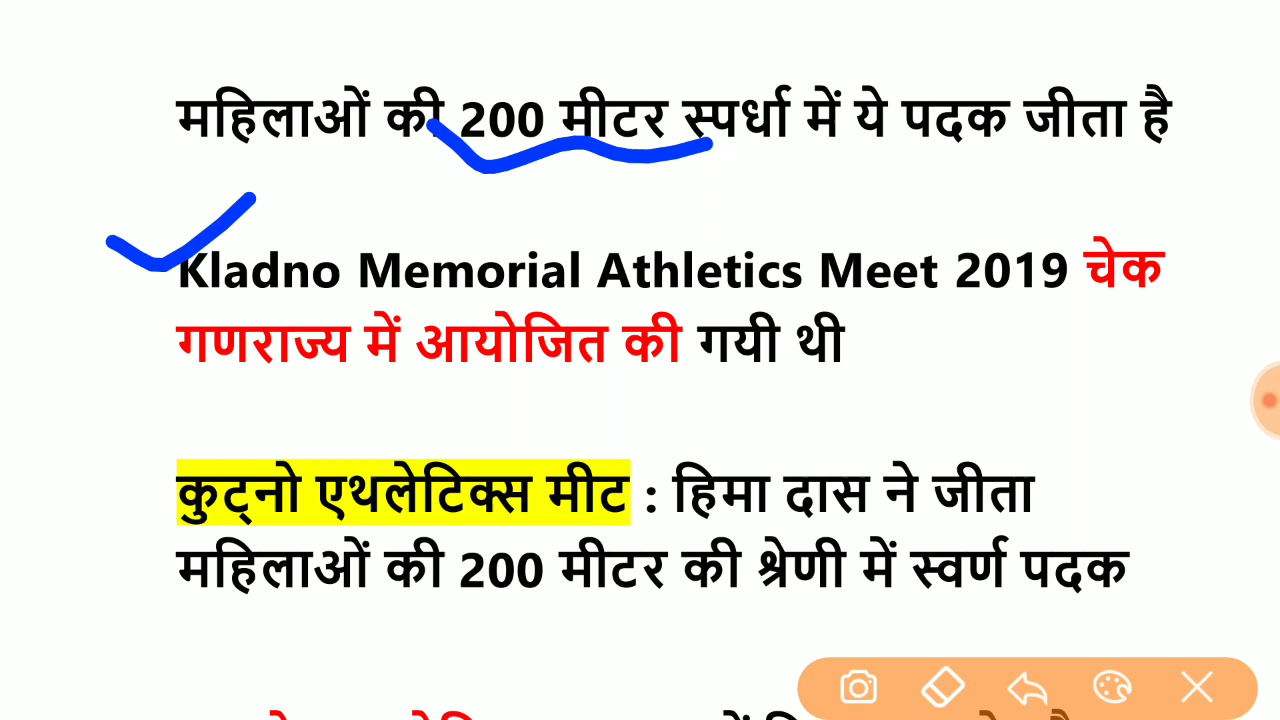 महिलाओं की 200 मीटर स्पर्धा में ये पदक जीता है
Kladno Memorial Athletics Meet 2019 चेक
गणराज्य में आयोजित की गयी थी
कुट्नो एथलेटिक्स मीट : हिमा दास ने जीता
महिलाओं की 200 मीटर की श्रेणी में स्वर्ण पदक